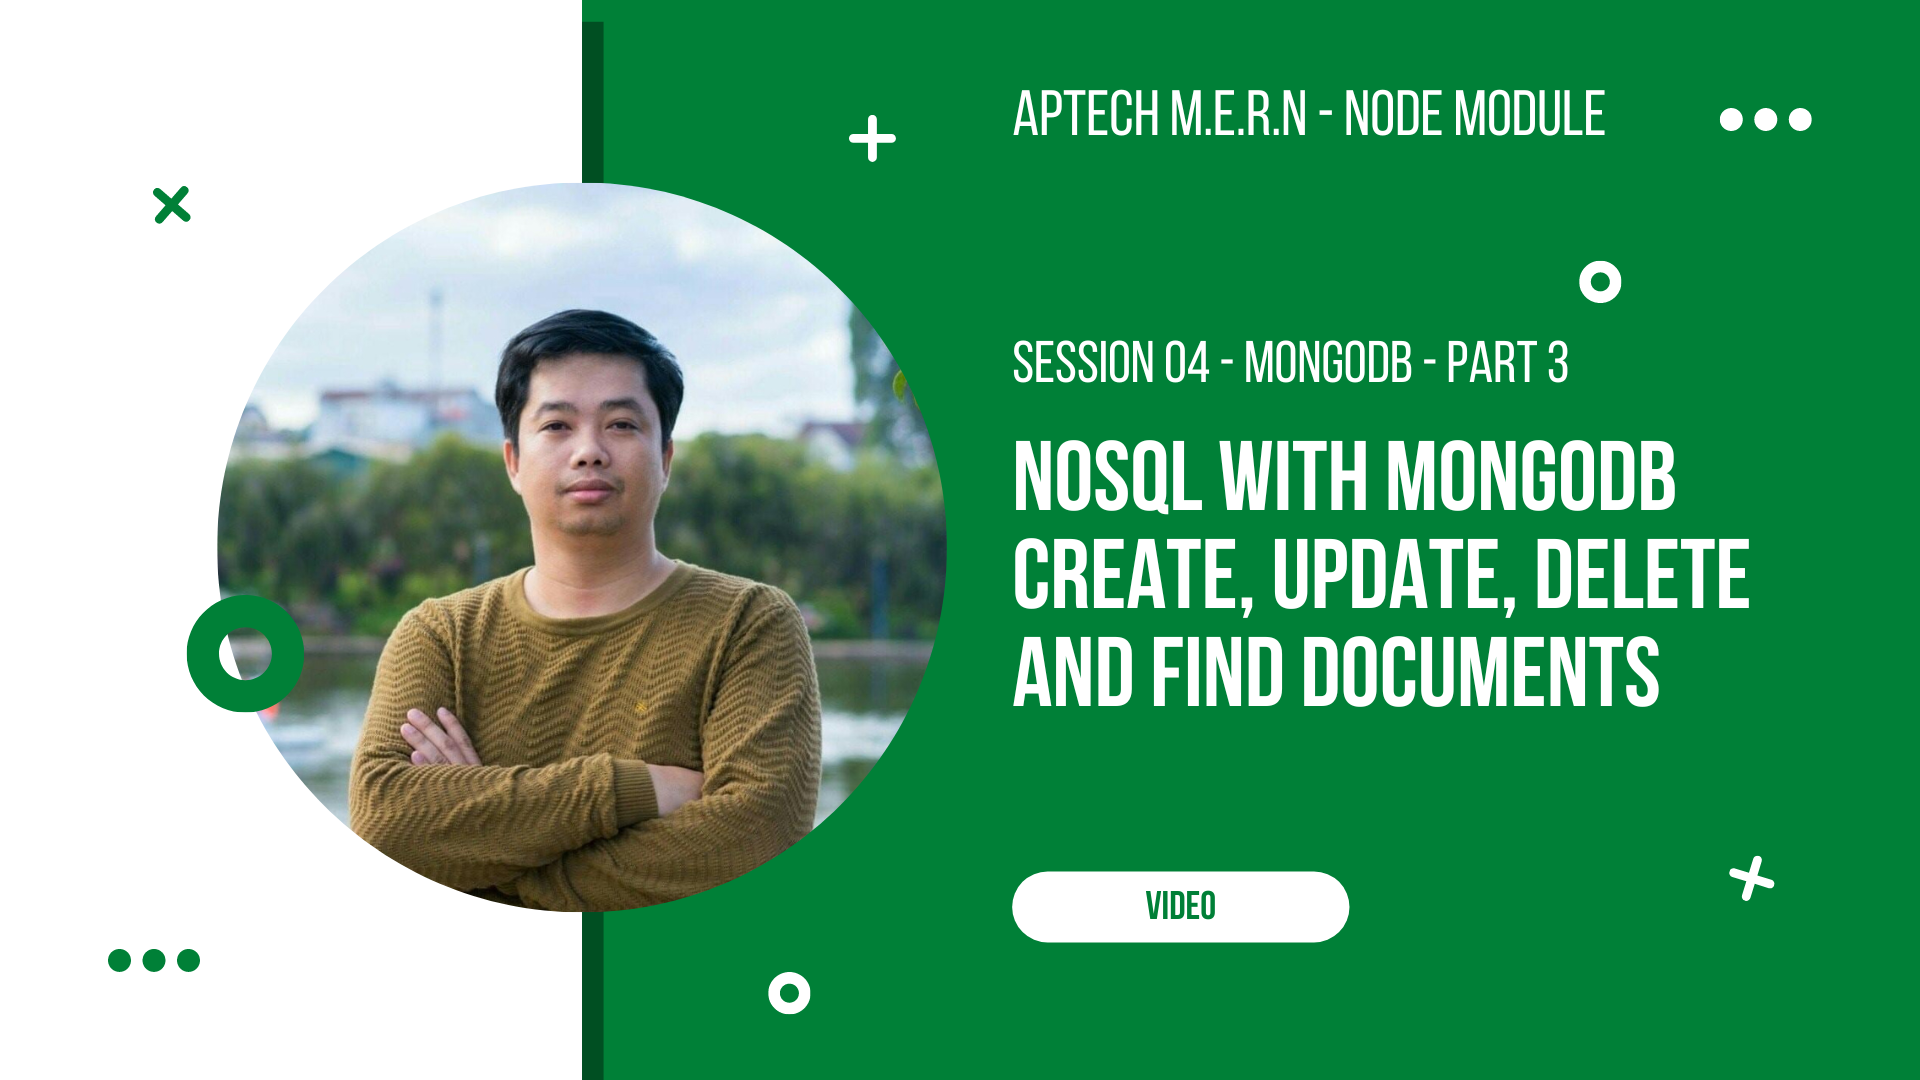 APTECH M.E.R.N - NODE MODULE
SESSION 04 - MONGODB - PART 3
NOSQL WITH MONGODB
CREATE, UPDATE, DELETE
AND FIND DOCUMENTS
VIDEO